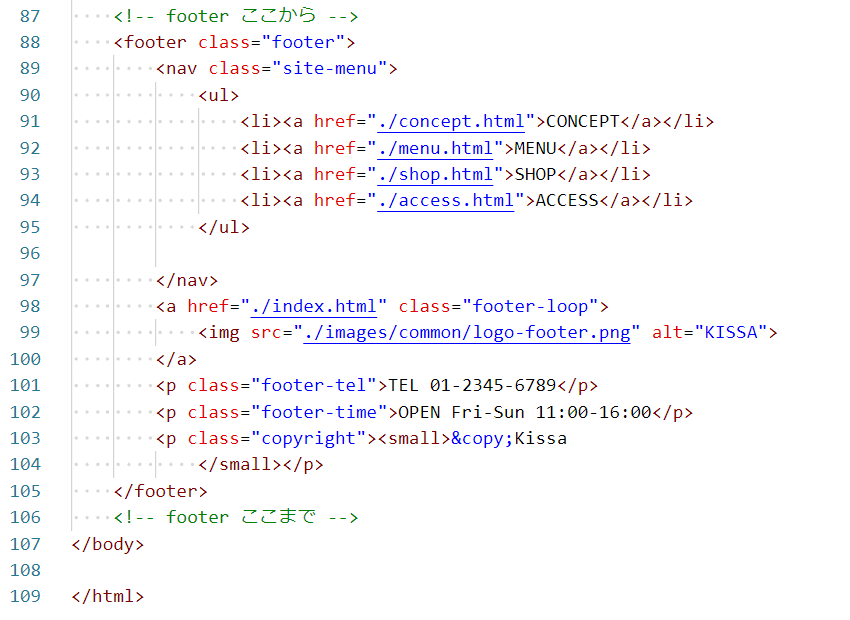 87 <!-- footer ここから -->
88 <footer class="footer">
89 <nav class="site-menu">
90 <ul>
91 <li><a href="./concept.html">CONCEPT</a></li>
92 <li><a href="./menu.html">MENU</a></li>
93 <li><a href="./shop.html">SHOP</a></li>
94 <li><a href="./access.html">ACCESS</a></li>
95 </ul>
96
97 </nav>
98 <a href="./index.html" class="footer-loop">
99 <img src="./images/common/logo-footer.png" alt="KISSA">
100 </a>
101 <p class="footer-tel">TEL 01-2345-6789</p>
102 <p class="footer-time">OPEN Fri-Sun 11:00-16:00</p>
103 <p class="copyright"><small>&copy;Kissa
104 </small></p>
105 </footer>
106 <!-- footer ここまで -->
107 </body>
108
109 </html>